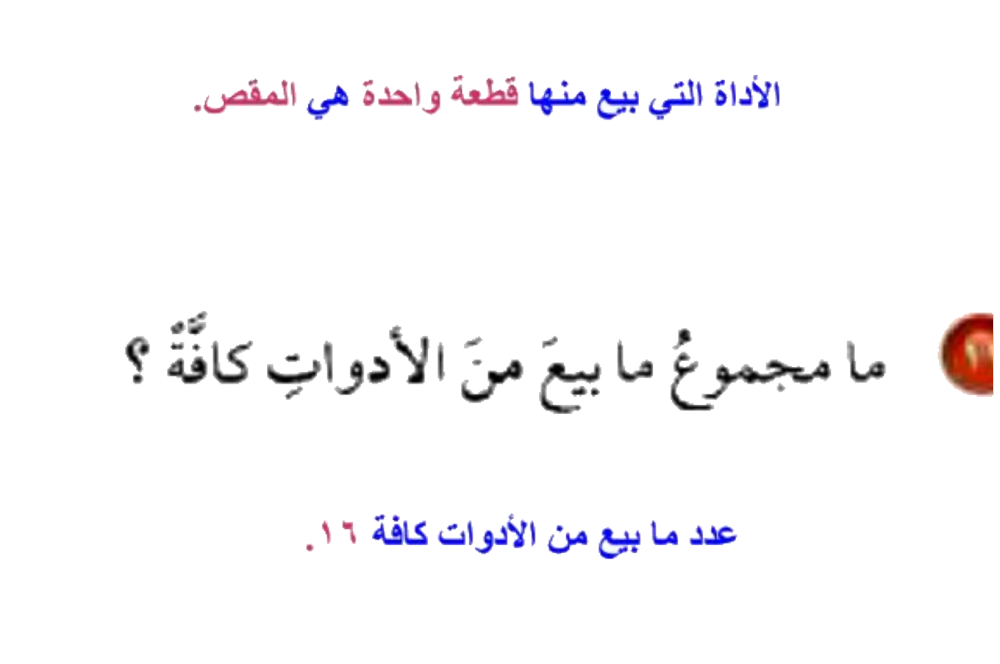 الأداة التي بيع منها قطعة واحدة هي المقص.
ما مجموعُ ما بيعَ منَ الأدواتِ كافَّةً ؟
عدد ما بيع من الأدوات كافة ١٦.